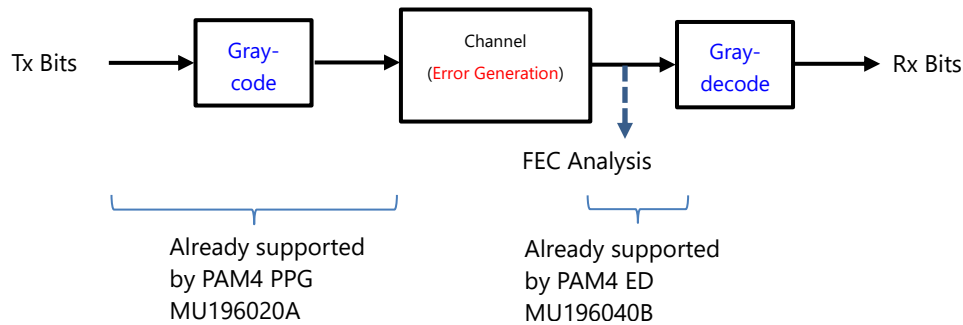 Tx Bits
Gray-
code
Channel
(Error Generation)
Gray-
decode
Rx Bits
FEC Analysis
Already supported
by PAM4 PPG
MU196020A
Already supported
by PAM4 ED
MU196040B